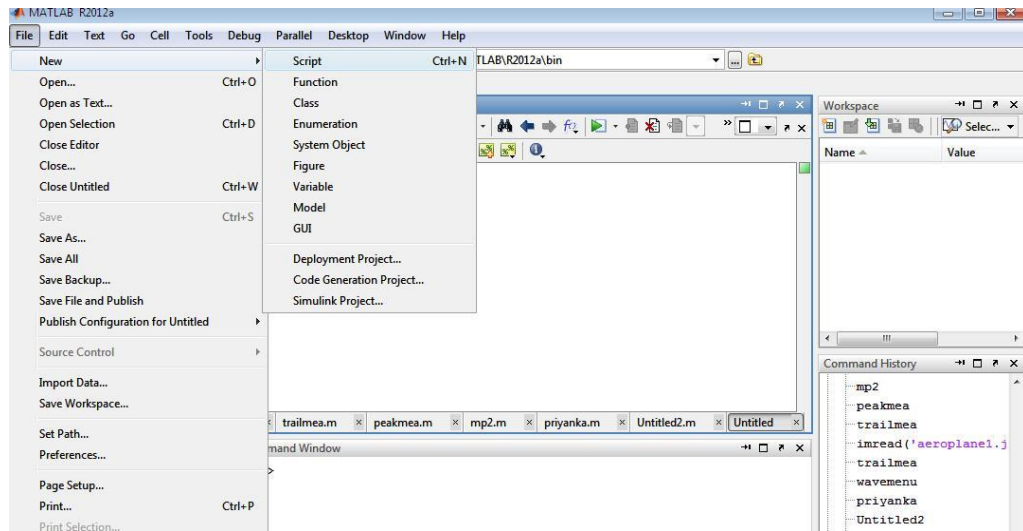 MATLAB R2012a
File Edit Text Go Cell Tools Debug Parallel Desktop Window Help
New
Open... Ctrl+O
Open as Text...
Open Selection Ctrl+D
Close Editor
Close...
Close Untitled Ctrl+W
Save Ctrl+S
Save As...
Save All
Save Backup...
Save File and Publish
Publish Configuration for Untitled
Source Control
Import Data...
Save Workspace...
Set Path...
Preferences...
Page Setup...
Print... Ctrl+P
Print Selection...
Script Ctrl+N
Function
Class
Enumeration
System Object
Figure
Variable
Model
GUI
Deployment Project...
Code Generation Project...
Simulink Project...
TLAB\R2012a\bin
trailmea.m peakmea.m mp2.m priyanka.m Untitled2.m Untitled
mand Window
>
Workspace
Selec...
Name Value
Command History
mp2
peakmea
trailmea
imread('aeroplane1.j
trailmea
wavemenu
priyanka
Untitled2